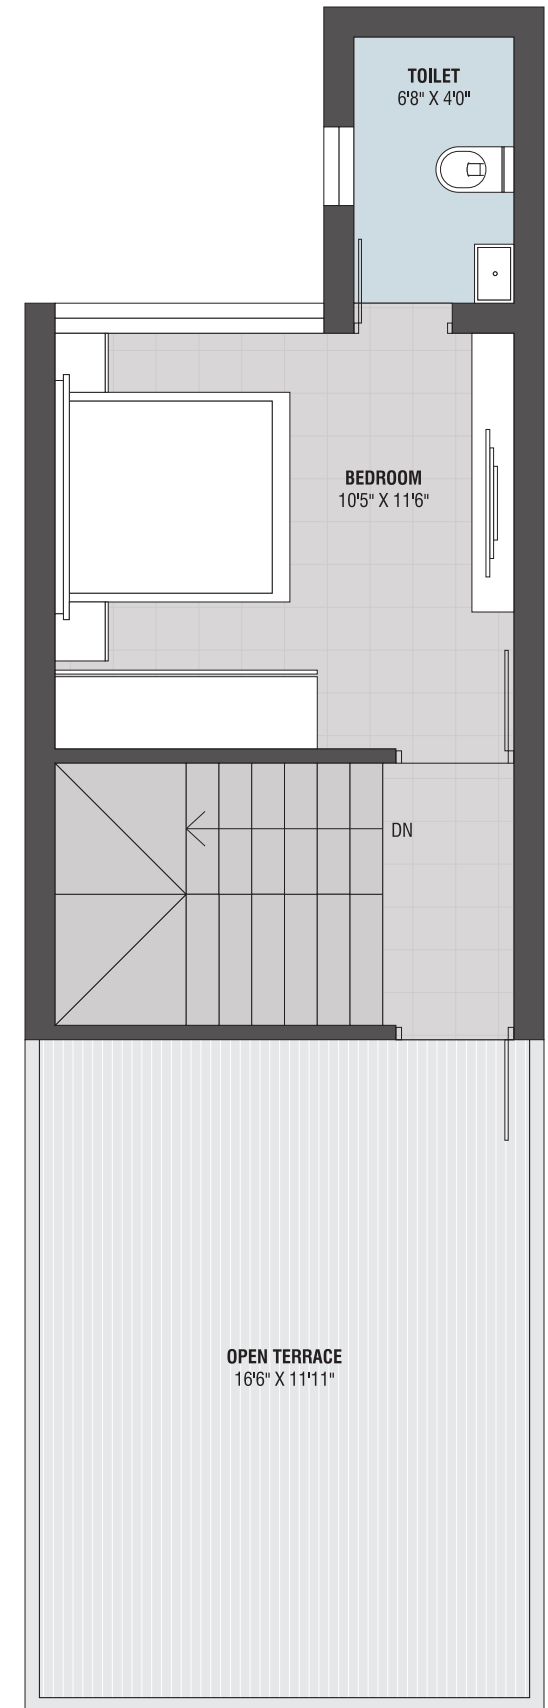 TOILET
6'8" X 4'0"
BEDROOM
10'5" X 11'6"
DN
OPEN TERRACE
16'6" X 11'11"